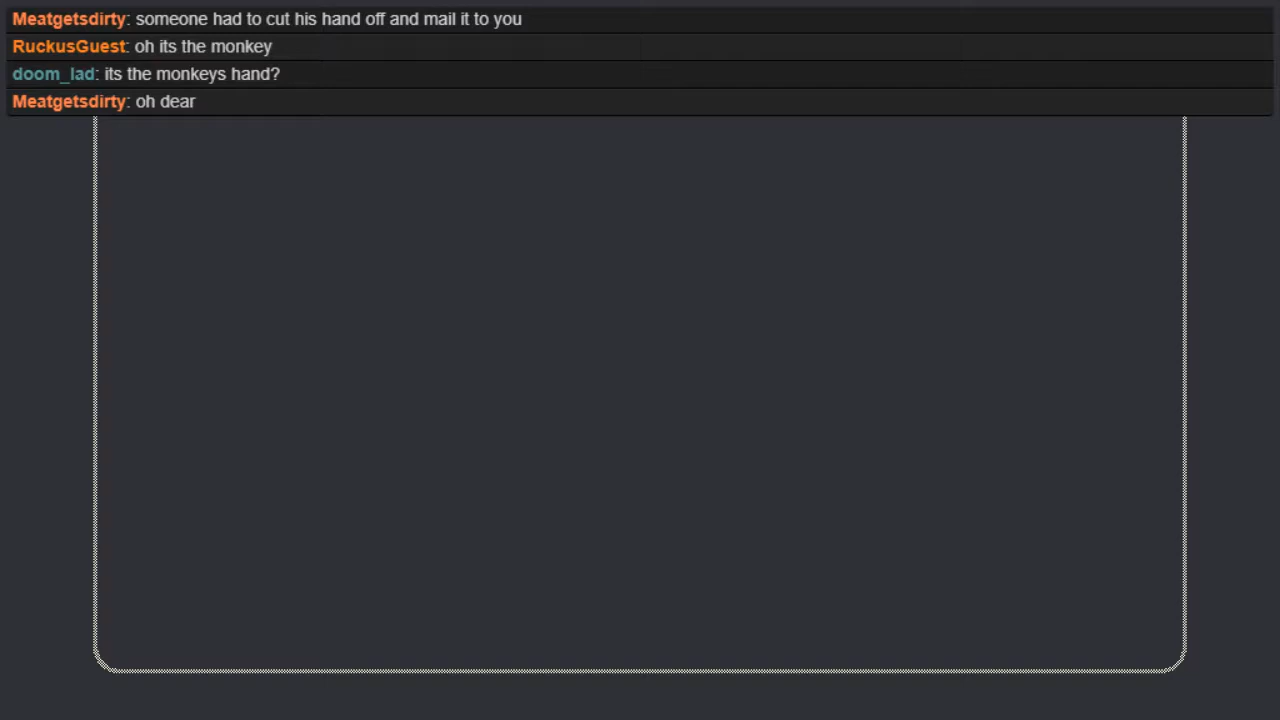 Meatgetsdirty: someone had to cut his hand off and mail it to you
RuckusGuest: oh its the monkey
doom_lad: its the monkeys hand?
Meatgetsdirty: oh dear